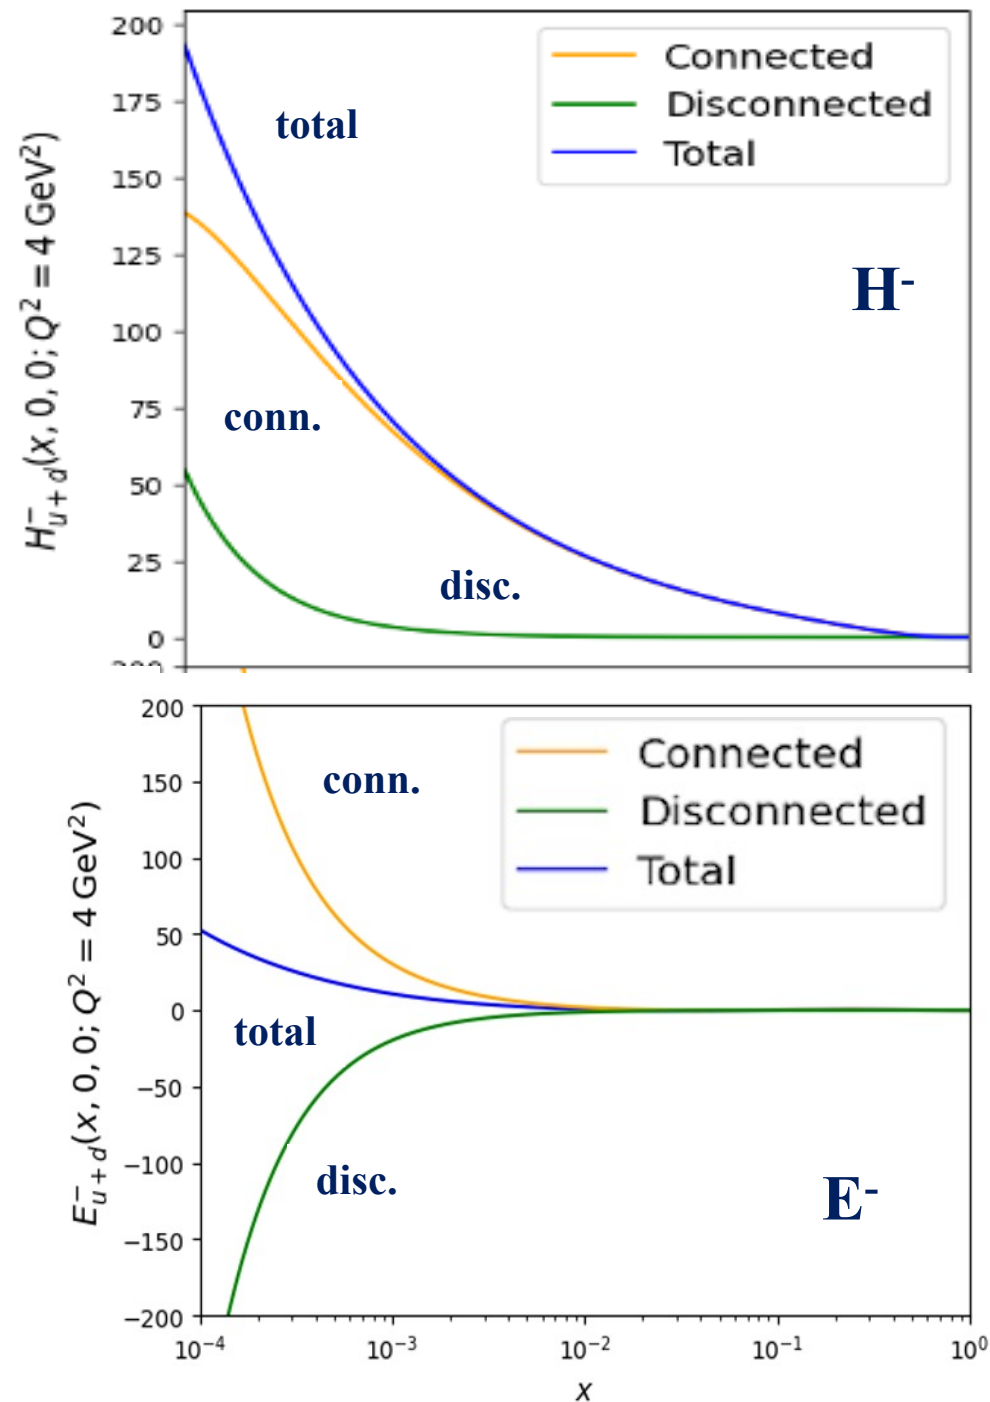 200
175
150
125
100
75
50
25
0
H⁻ᵤ₊d(x, 0, 0; Q² = 4 GeV²)
Connected
Disconnected
Total
total
conn.
disc.
H-
200
150
100
50
0
−50
−100
−150
−200
E⁻ᵤ₊d(x, 0, 0; Q² = 4 GeV²)
Connected
Disconnected
Total
conn.
total
disc.
E-
10⁻⁴ 10⁻³ 10⁻² 10⁻¹ 10⁰
x